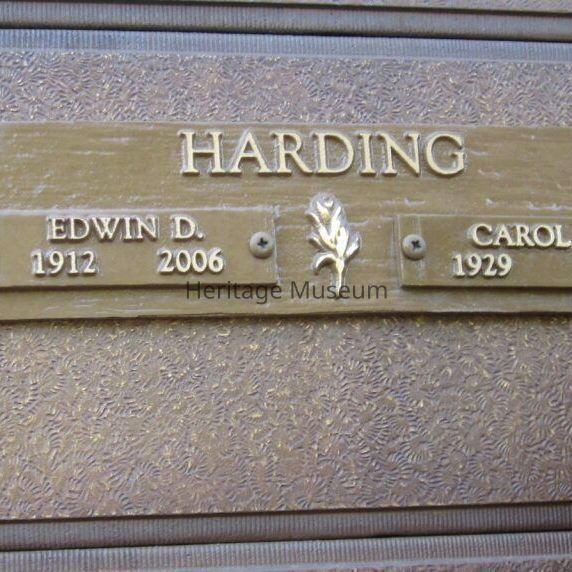 HARDING
EDWIN D.
1912 2006
CAROL
1929
Heritage Museum